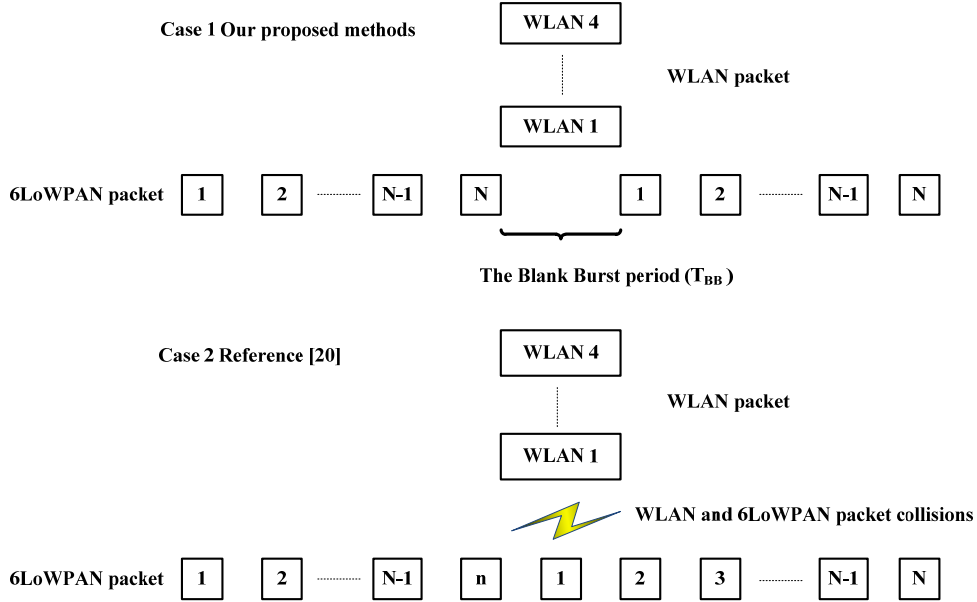 Case 1 Our proposed methods
WLAN 4
WLAN packet
WLAN 1
6LoWPAN packet 1 2 N-1 N 1 2 N-1 N
The Blank Burst period (TBB)
Case 2 Reference [20]
WLAN 4
WLAN packet
WLAN 1
WLAN and 6LoWPAN packet collisions
6LoWPAN packet 1 2 N-1 n 1 2 3 N-1 N